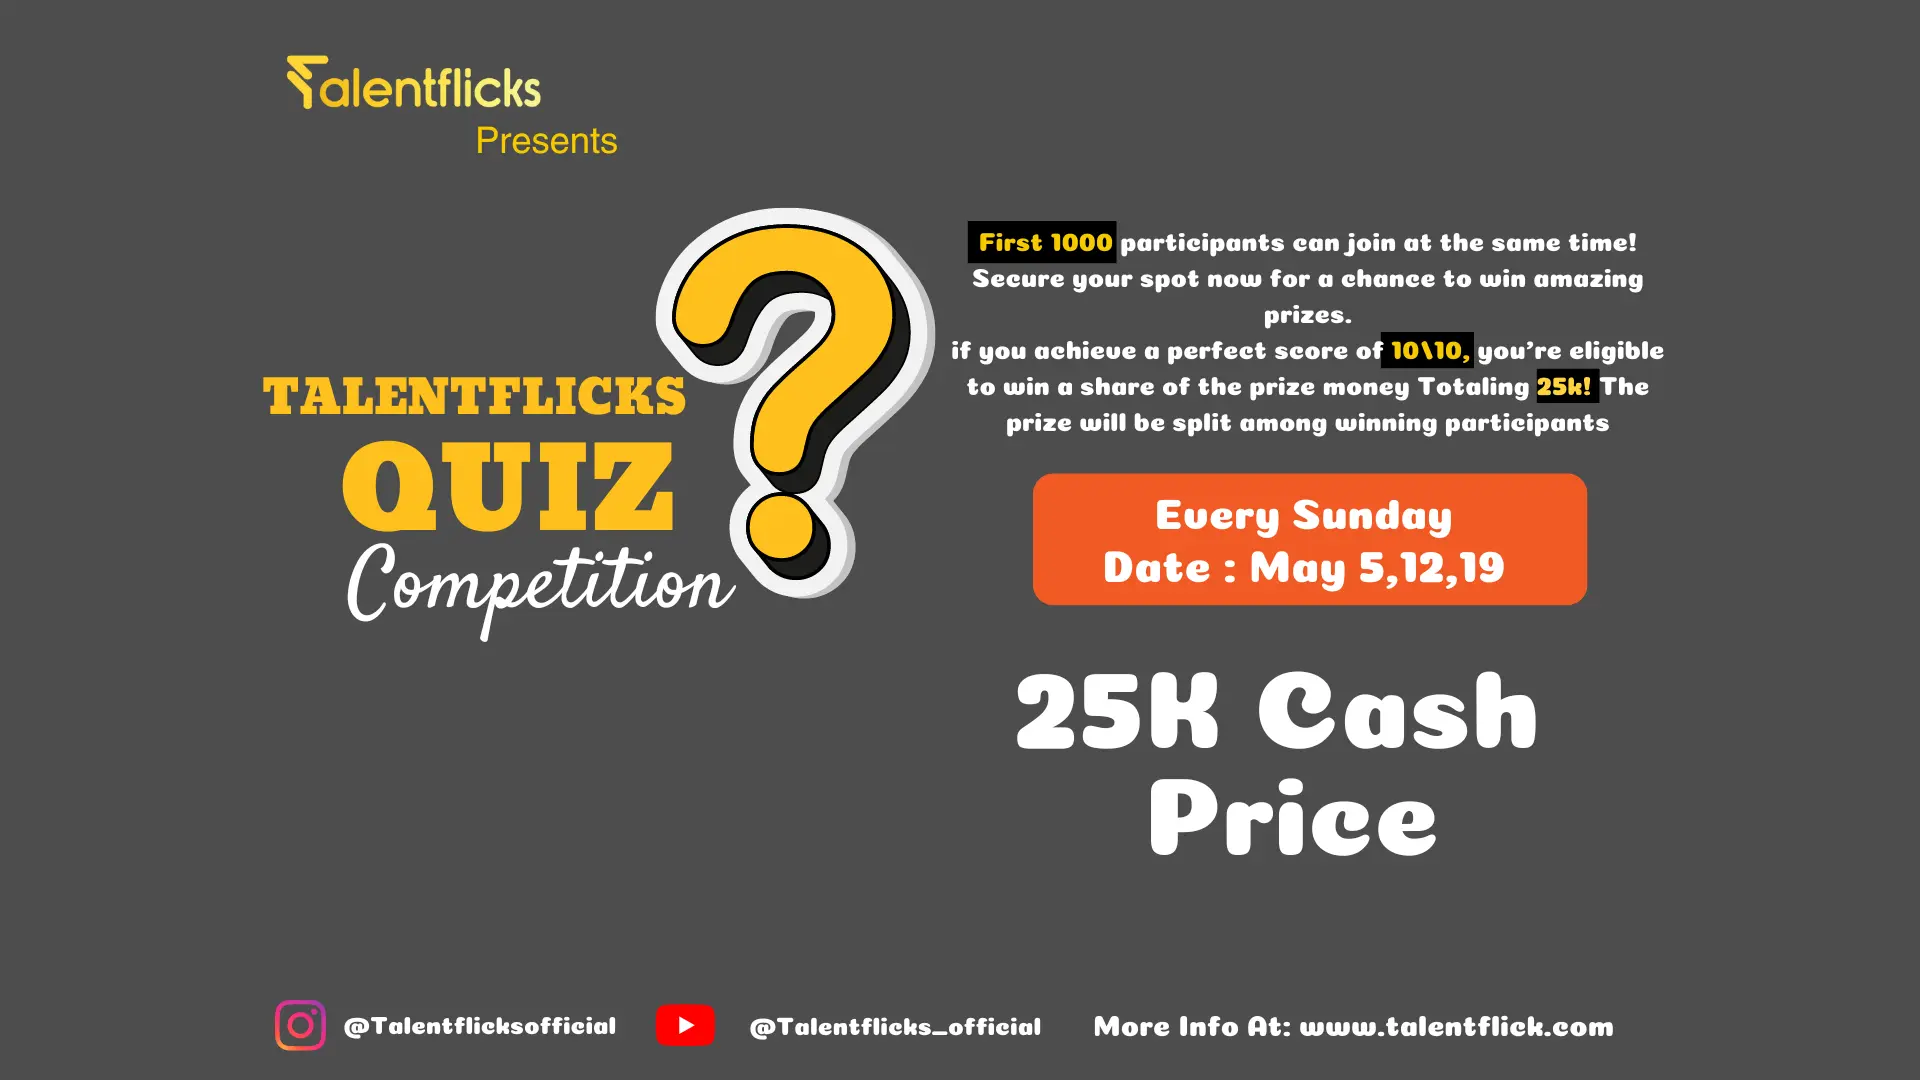 Talentflicks
Presents
TALENTFLICKS
QUIZ
Competition
First 1000 participants can join at the same time!
Secure your spot now for a chance to win amazing
prizes.
if you achieve a perfect score of 10\10, you’re eligible
to win a share of the prize money Totaling 25k! The
prize will be split among winning participants
Every Sunday
Date : May 5,12,19
25K Cash
Price
@Talentflicksofficial
@Talentflicks_official
More Info At: www.talentflick.com